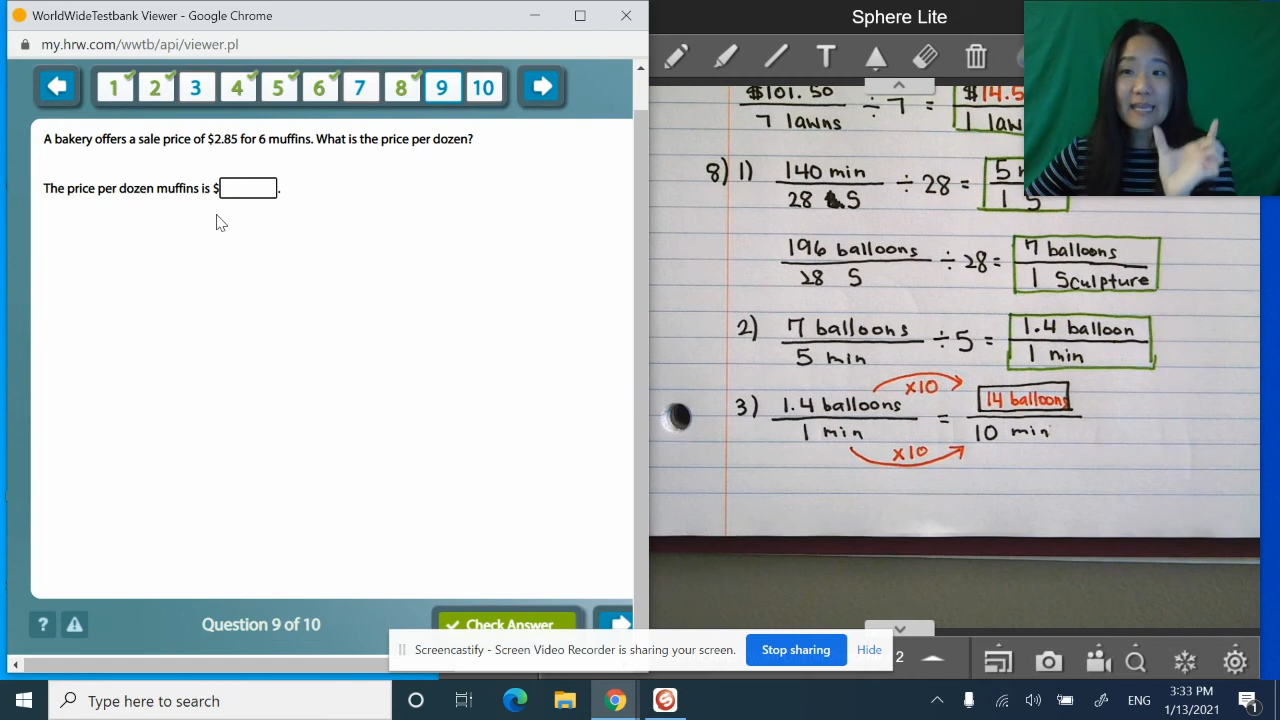 WorldWideTestbank Viewer - Google Chrome
my.hrw.com/wwtb/api/viewer.pl
1 2 3 4 5 6 7 8 9 10
A bakery offers a sale price of $2.85 for 6 muffins. What is the price per dozen?
The price per dozen muffins is $ .
? Question 9 of 10 Check Answer
Sphere Lite
T
$101.50
7 lawns ÷ 7 =
1
8) 1) 140 min
28 S ÷ 28 =
1 S
196 balloons
28 S ÷ 28 = 7 balloons
1 Sculpture
2) 7 balloons
5 min ÷ 5 = 1.4 balloon
1 min
x10
3) 1.4 balloons
1 min = 14 balloons
10 min
x10
Screencastify - Screen Video Recorder is sharing your screen. Stop sharing Hide
2
Type here to search
ENG
3:33 PM
1/13/2021
1